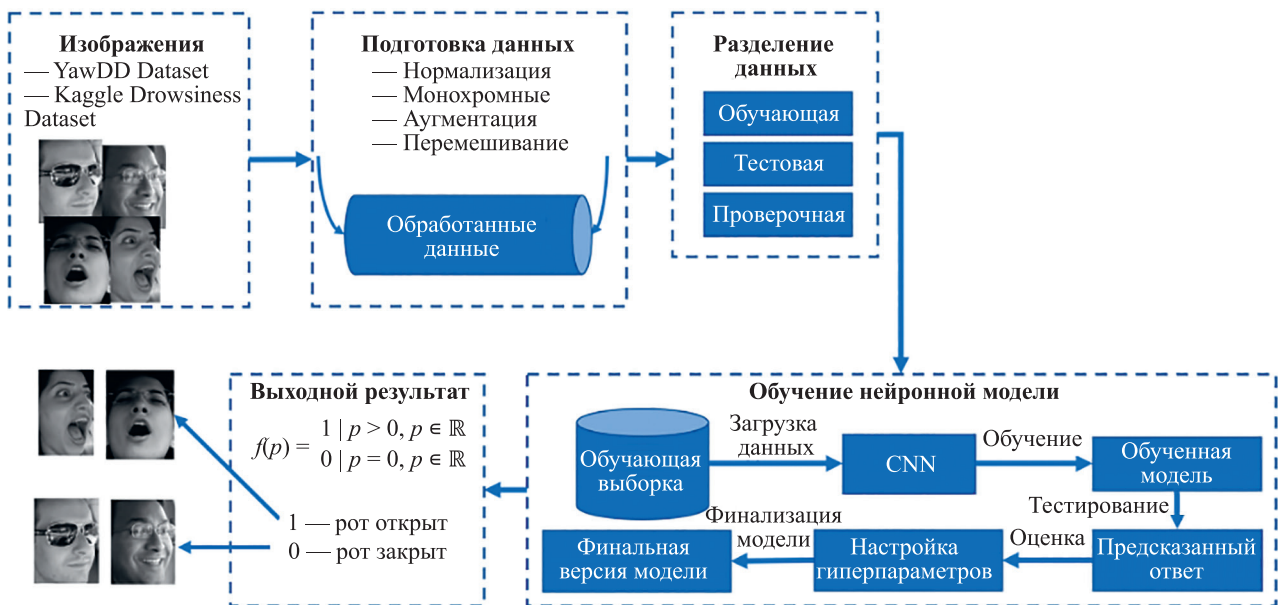 Изображения
— YawDD Dataset
— Kaggle Drowsiness
Dataset
Подготовка данных
— Нормализация
— Монохромные
— Аугментация
— Перемешивание
Обработанные
данные
Разделение
данных
Обучающая
Тестовая
Проверочная
Обучение нейронной модели
Обучающая
выборка
Загрузка
данных
CNN
Обучение
Обученная
модель
Тестирование
Предсказанный
ответ
Оценка
Настройка
гиперпараметров
Финализация
модели
Финальная
версия модели
Выходной результат
f(p) =
1 | p > 0, p ∈ ℝ
0 | p = 0, p ∈ ℝ
1 — рот открыт
0 — рот закрыт